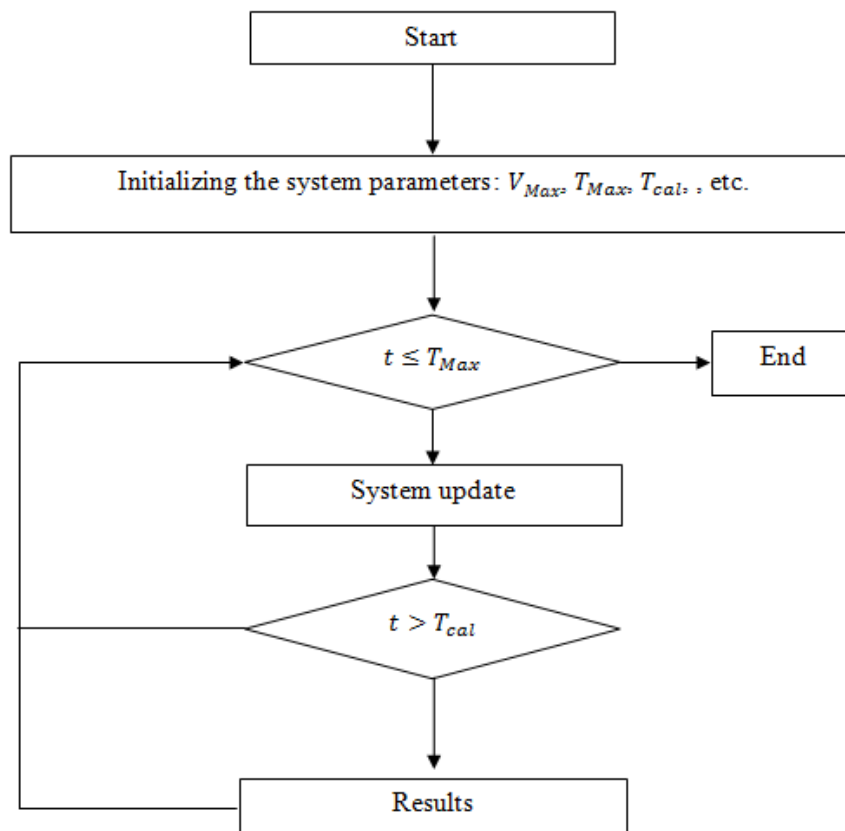 Start
Initializing the system parameters: V_Max, T_Max, T_cal, , etc.
t ≤ T_Max
End
System update
t > T_cal
Results